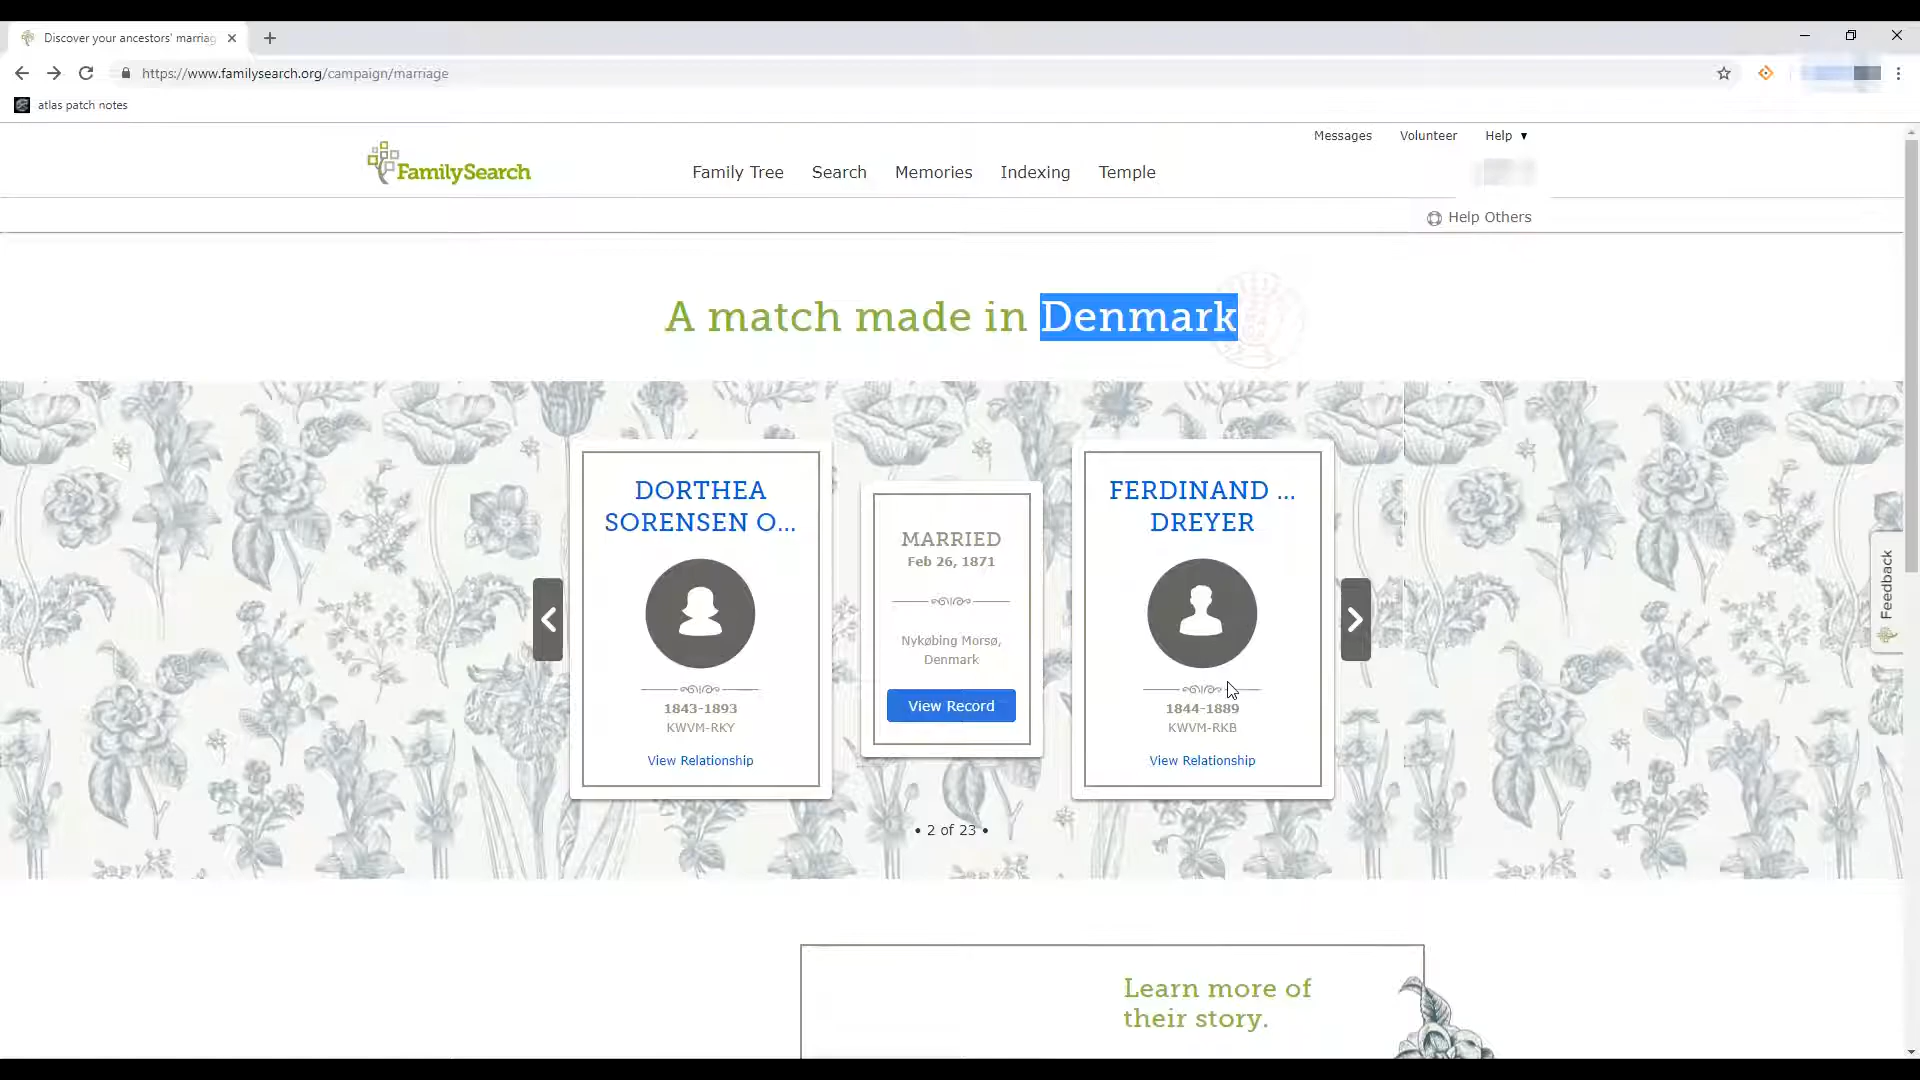 Discover your ancestors' marriag
https://www.familysearch.org/campaign/marriage
atlas patch notes
Messages Volunteer Help ▼
FamilySearch
Family Tree Search Memories Indexing Temple
Help Others
A match made in Denmark
DORTHEA
SORENSEN O...
1843-1893
KWVM-RKY
View Relationship
MARRIED
Feb 26, 1871
Nykøbing Morsø,
Denmark
View Record
FERDINAND ...
DREYER
1844-1889
KWVM-RKB
View Relationship
• 2 of 23 •
Feedback
Learn more of
their story.